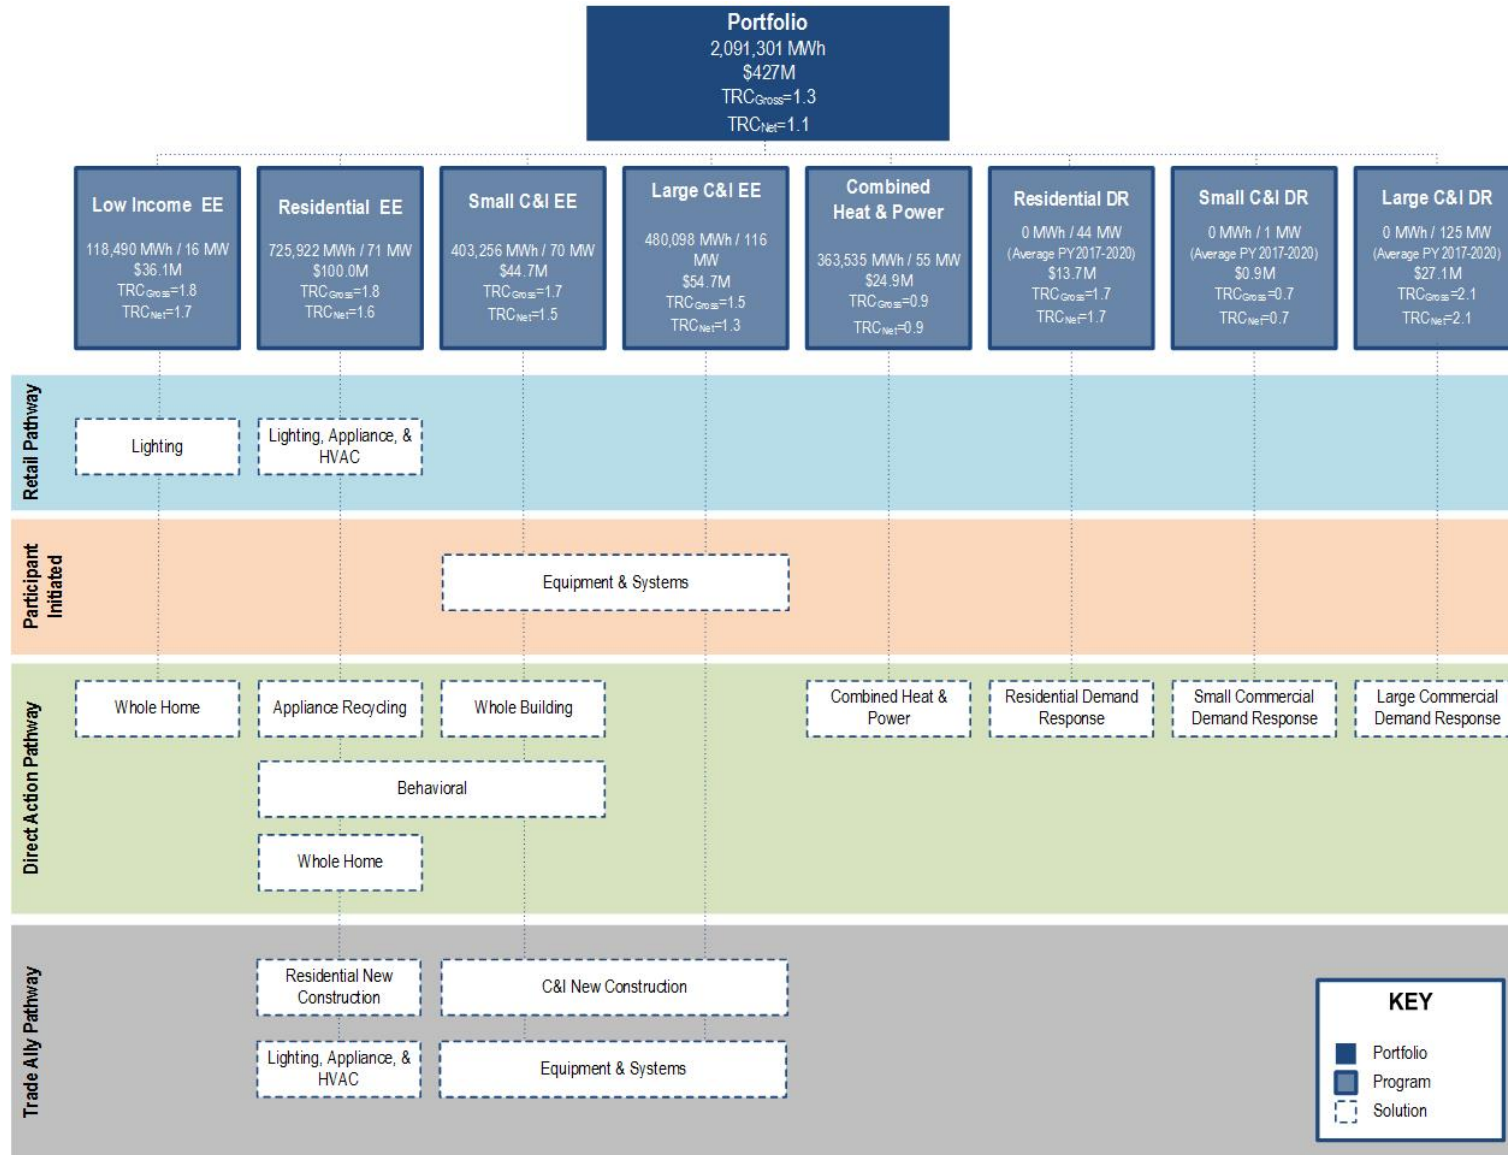 Portfolio
2,091,301 MWh
$427M
TRCGross=1.3
TRCNet=1.1
Low Income EE
118,490 MWh / 16 MW
$36.1M
TRCGross=1.8
TRCNet=1.7
Residential EE
725,922 MWh / 71 MW
$100.0M
TRCGross=1.8
TRCNet=1.6
Small C&I EE
403,256 MWh / 70 MW
$44.7M
TRCGross=1.7
TRCNet=1.5
Large C&I EE
480,098 MWh / 116
MW
$54.7M
TRCGross=1.5
TRCNet=1.3
Combined
Heat & Power
363,535 MWh / 55 MW
$24.9M
TRCGross=0.9
TRCNet=0.9
Residential DR
0 MWh / 44 MW
(Average PY 2017-2020)
$13.7M
TRCGross=1.7
TRCNet=1.7
Small C&I DR
0 MWh / 1 MW
(Average PY 2017-2020)
$0.9M
TRCGross=0.7
TRCNet=0.7
Large C&I DR
0 MWh / 125 MW
(Average PY 2017-2020)
$27.1M
TRCGross=2.1
TRCNet=2.1
Retail Pathway
Lighting
Lighting, Appliance, &
HVAC
Participant
Initiated
Equipment & Systems
Direct Action Pathway
Whole Home
Appliance Recycling
Whole Building
Combined Heat &
Power
Residential Demand
Response
Small Commercial
Demand Response
Large Commercial
Demand Response
Behavioral
Whole Home
Trade Ally Pathway
Residential New
Construction
C&I New Construction
Lighting, Appliance, &
HVAC
Equipment & Systems
KEY
Portfolio
Program
Solution